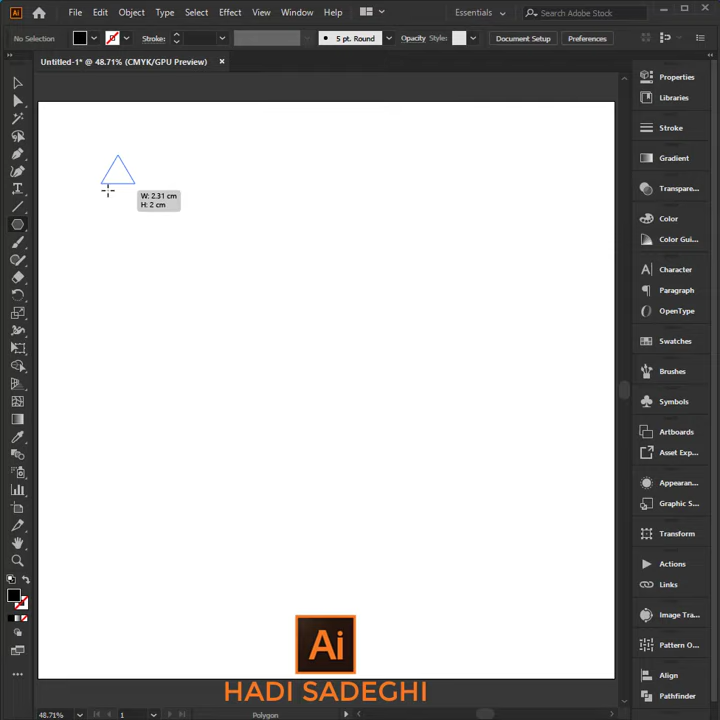 Ai File Edit Object Type Select Effect View Window Help Essentials Search Adobe Stock
No Selection Stroke: 5 pt. Round Opacity Style: Document Setup Preferences
Untitled-1* @ 48.71% (CMYK/GPU Preview) ×
Properties
Libraries
Stroke
Gradient
Transpare...
Color
Color Gui...
Character
Paragraph
OpenType
Swatches
Brushes
Symbols
Artboards
Asset Exp...
Appearan...
Graphic S...
Transform
Actions
Links
Image Tra...
Pattern O...
Align
Pathfinder
W: 2.31 cm
H: 2 cm
Ai
HADI SADEGHI
48.71% 1 Polygon